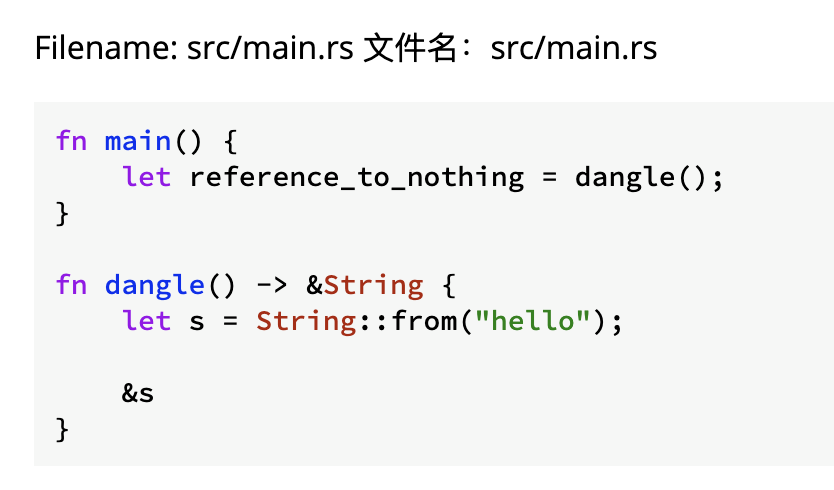 Filename: src/main.rs 文件名：src/main.rs
fn main() {
    let reference_to_nothing = dangle();
}
fn dangle() -> &String {
    let s = String::from("hello");
    &s
}